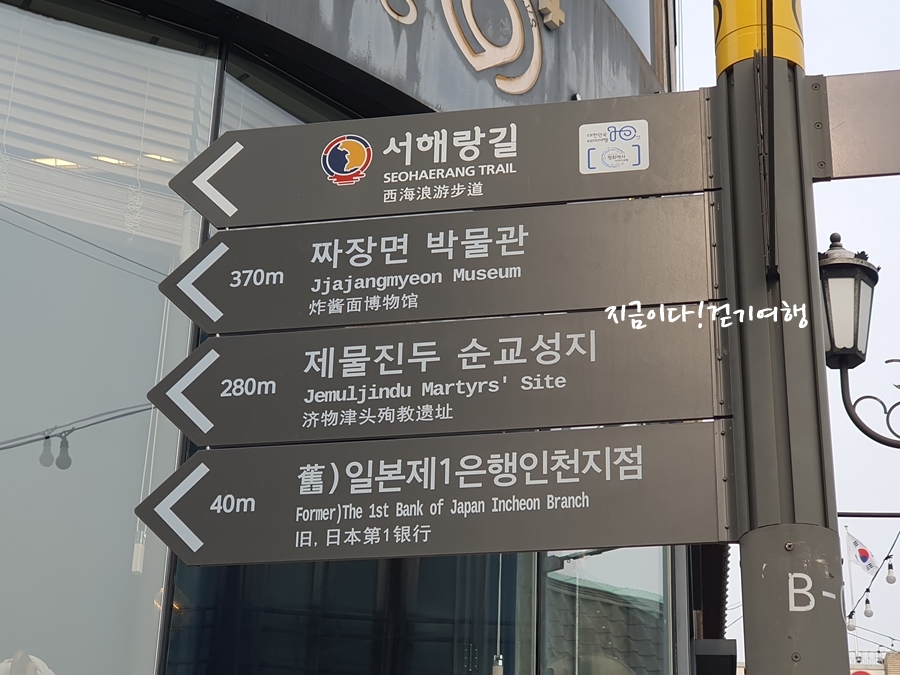 서해랑길
SEOHAERANG TRAIL
西海浪游步道
370m
짜장면 박물관
Jjajangmyeon Museum
炸酱面博物馆
지금이다!걷기여행
280m
제물진두 순교성지
Jemuljindu Martyrs' Site
济物津头殉教遗址
40m
舊)일본제1은행인천지점
Former)The 1st Bank of Japan Incheon Branch
旧, 日本第1银行
B-